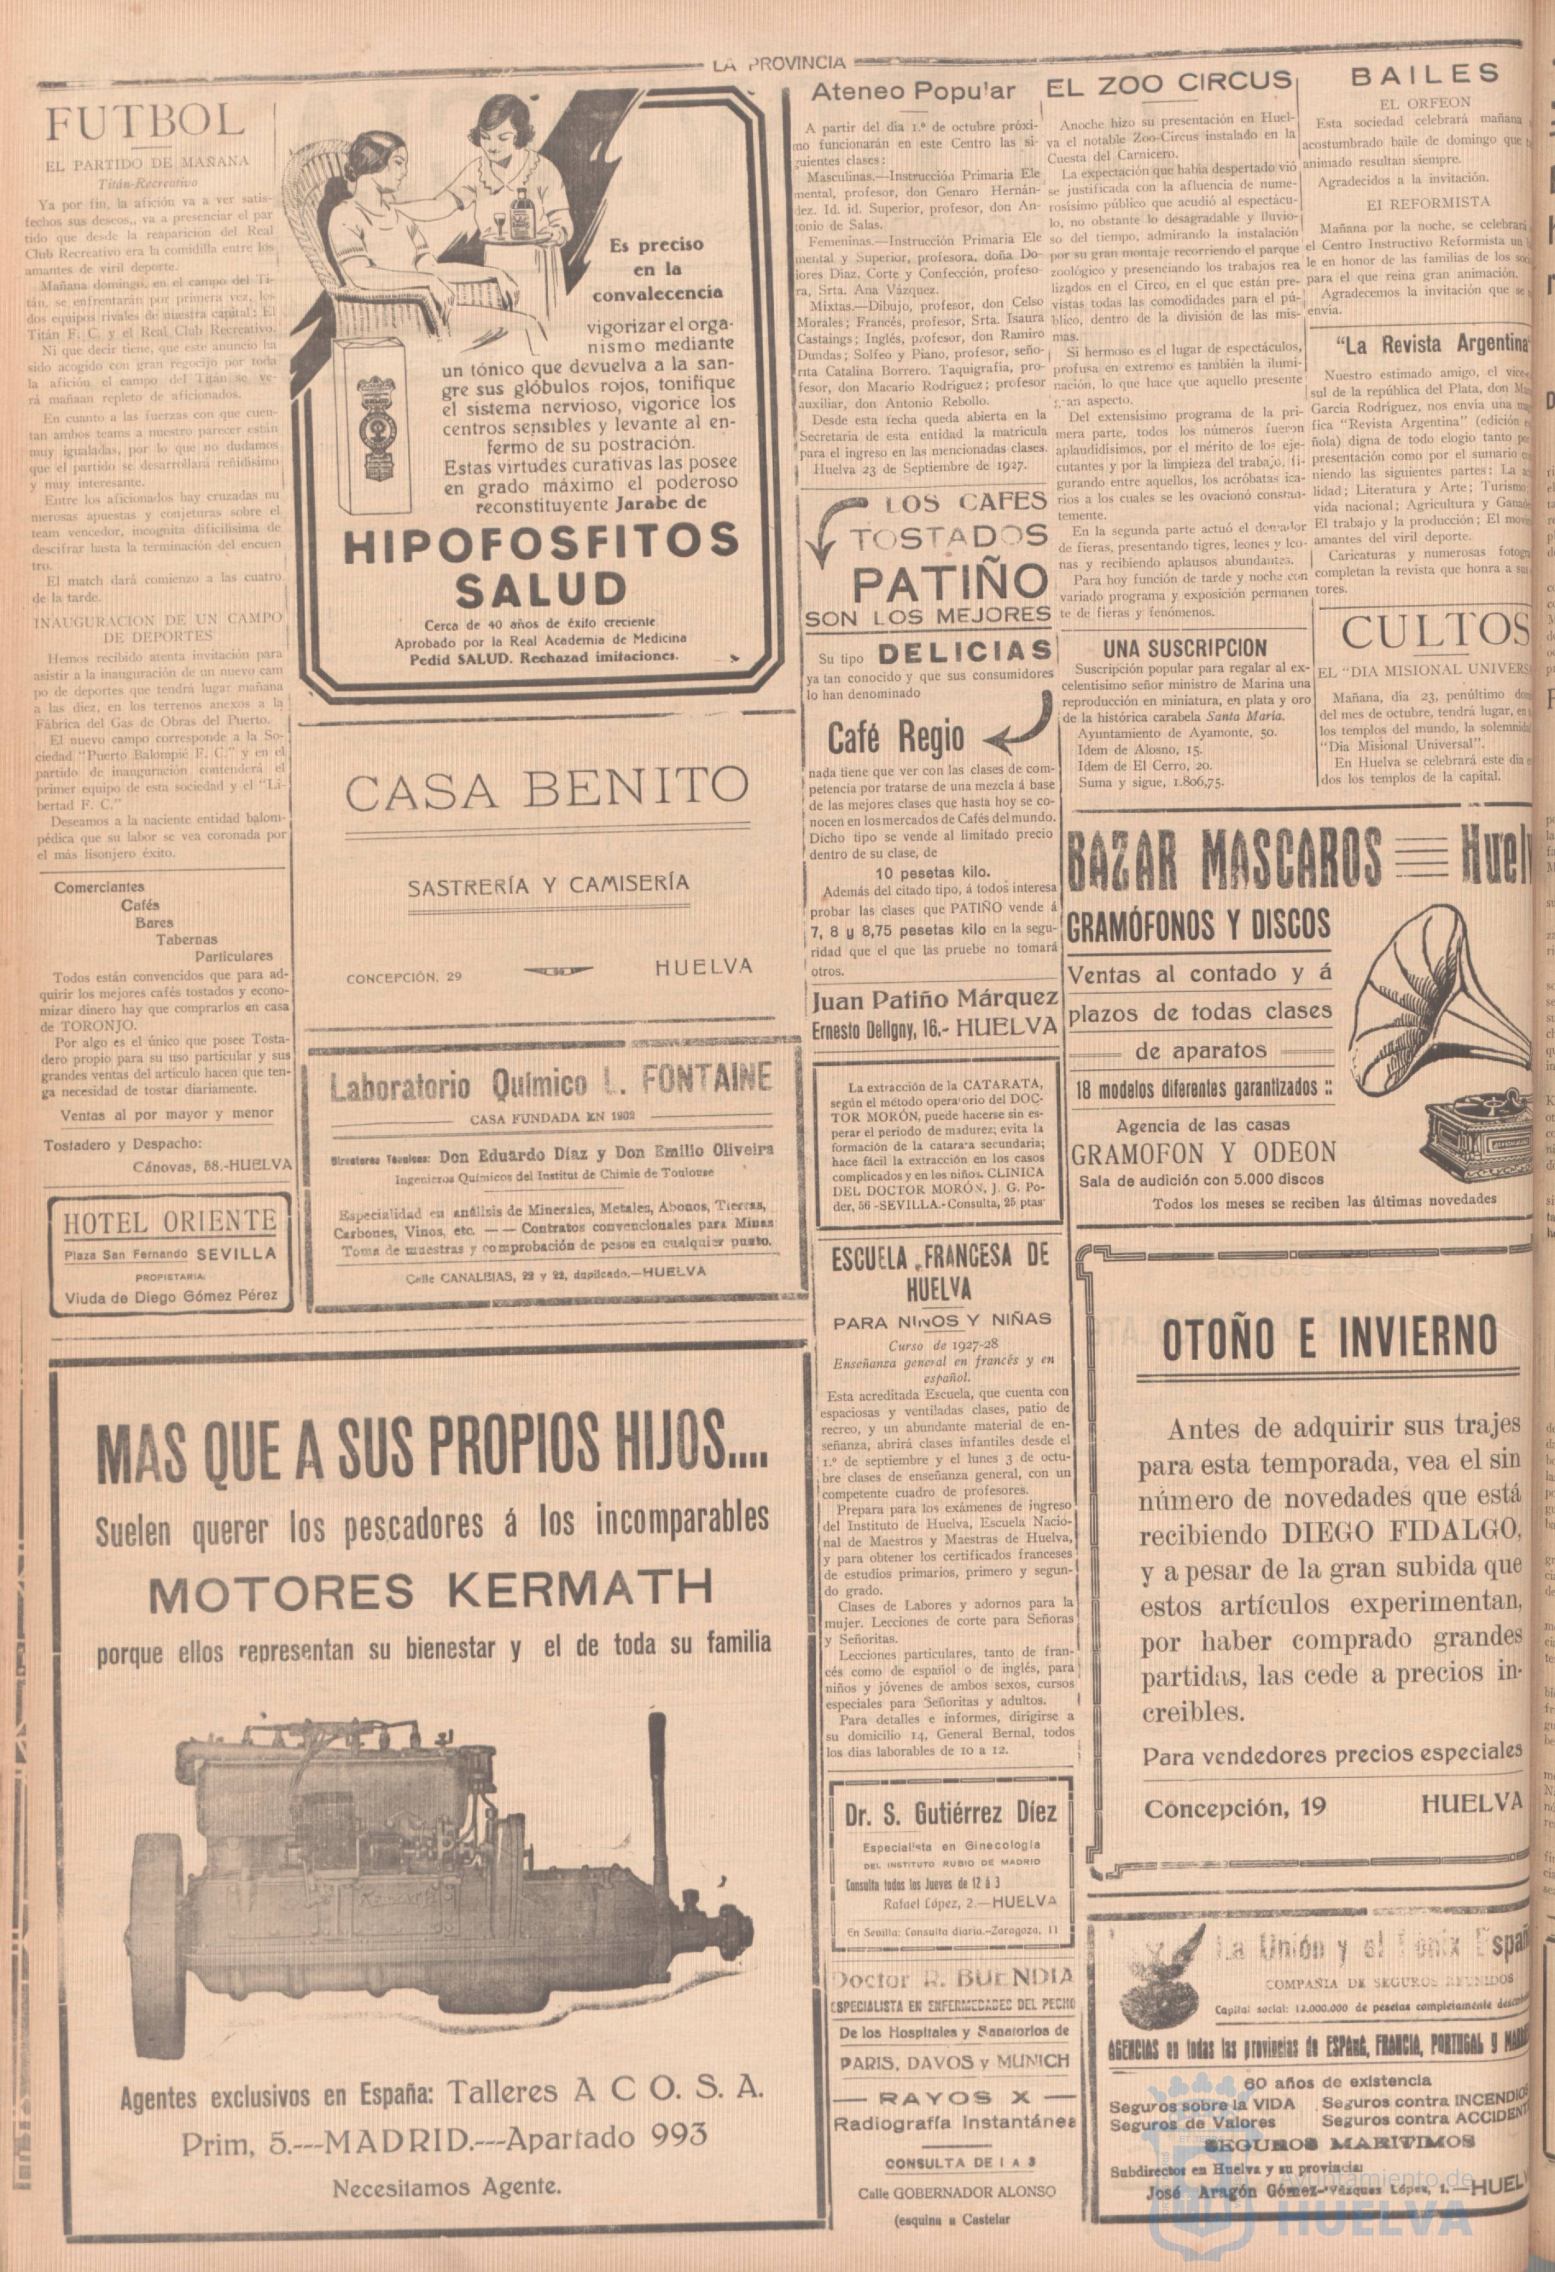 LA PROVINCIA
FUTBOL
EL PARTIDO DE MAÑANA
Titán-Recreativo
Ya por fin, la afición va a ver satis-
fechos sus deseos,, va a presenciar el par
tido que desde la reaparición del Real
Club Recreativo era la comidilla entre los
amantes de viril deporte.
Mañana domingo, en el campo del Ti-
tán, se enfrentarán por primera vez, los
dos equipos rivales de nuestra capital: El
Titán F. C. y el Real Club Recreativo.
Ni que decir tiene, que este anuncio ha
sido acogido con gran regocijo por toda
la afición el campo del Titán se ve-
rá mañaan repleto de aficionados.
En cuanto a las fuerzas con que cuen-
tan ambos teams a nuestro parecer están
muy igualadas, por lo que no dudamos
que el partido se desarrollará reñidísimo
y muy interesante.
Entre los aficionados hay cruzadas nu
merosas apuestas y conjeturas sobre el
team vencedor, incognita dificilísima de
descifrar hasta la terminación del encuen
tro.
El match dará comienzo a las cuatro
de la tarde.
INAUGURACION DE UN CAMPO
DE DEPORTES
Hemos recibido atenta invitación para
asistir a la inauguración de un nuevo cam
po de deportes que tendrá lugar mañana
a las diez, en los terrenos anexos a la
Fábrica del Gas de Obras del Puerto.
El nuevo campo corresponde a la So-
ciedad "Puerto Balompié F. C." y en el
partido de inauguración contenderá el
primer equipo de esta sociedad y el "Li-
bertad F. C."
Deseamos a la naciente entidad balom-
pédica que su labor se vea coronada por
el más lisonjero éxito.
Comerciantes
Cafés
Bares
Tabernas
Particulares
Todos están convencidos que para ad-
quirir los mejores cafés tostados y econo-
mizar dinero hay que comprarlos en casa
de TORONJO.
Por algo es el único que posee Tosta-
dero propio para su uso particular y sus
grandes ventas del artículo hacen que ten-
ga necesidad de tostar diariamente.
Ventas al por mayor y menor
Tostadero y Despacho:
Cánovas, 58.-HUELVA
HOTEL ORIENTE
Plaza San Fernando SEVILLA
PROPIETARIA:
Viuda de Diego Gómez Pérez
Es preciso
en la
convalecencia
vigorizar el orga-
nismo mediante
un tónico que devuelva a la san-
gre sus glóbulos rojos, tonifique
el sistema nervioso, vigorice los
centros sensibles y levante al en-
fermo de su postración.
Estas virtudes curativas las posee
en grado máximo el poderoso
reconstituyente Jarabe de
HIPOFOSFITOS
SALUD
Cerca de 40 años de éxito creciente
Aprobado por la Real Academia de Medicina
Pedid SALUD. Rechazad imitaciones.
CASA BENITO
SASTRERÍA Y CAMISERÍA
CONCEPCIÓN, 29 HUELVA
Laboratorio Químico L. FONTAINE
CASA FUNDADA EN 1902
Directores Técnicos: Don Eduardo Díaz y Don Emilio Oliveira
Ingenieros Químicos del Institut de Chimie de Toulouse
Especialidad en análisis de Minerales, Metales, Abonos, Tierras,
Carbones, Vinos, etc. —— Contratos convencionales para Minas
Toma de muestras y comprobación de pesos en cualquier punto.
Calle CANALEJAS, 22 y 22, duplicado.—HUELVA
MAS QUE A SUS PROPIOS HIJOS....
Suelen querer los pescadores á los incomparables
MOTORES KERMATH
porque ellos representan su bienestar y el de toda su familia
Agentes exclusivos en España: Talleres A C O. S. A.
Prim, 5.---MADRID.---Apartado 993
Necesitamos Agente.
Ateneo Popular
A partir del dia 1.º de octubre próxi-
mo funcionarán en este Centro las si-
guientes clases:
Masculinas.—Instrucción Primaria Ele
mental, profesor, don Genaro Hernán-
dez. Id. id. Superior, profesor, don An-
tonio de Salas.
Femeninas.—Instrucción Primaria Ele
mental y Superior, profesora, doña Do-
lores Diaz. Corte y Confección, profeso-
ra, Srta. Ana Vázquez.
Mixtas.—Dibujo, profesor, don Celso
Morales; Francés, profesor, Srta. Isaura
Castaings; Inglés, profesor, don Ramiro
Dundas; Solfeo y Piano, profesor, seño-
rita Catalina Borrero. Taquigrafía, pro-
fesor, don Macario Rodríguez; profesor
auxiliar, don Antonio Rebollo.
Desde esta fecha queda abierta en la
Secretaria de esta entidad la matricula
para el ingreso en las mencionadas clases.
Huelva 23 de Septiembre de 1927.
LOS CAFES
TOSTADOS
PATIÑO
SON LOS MEJORES
Su tipo DELICIAS
ya tan conocido y que sus consumidores
lo han denominado
Café Regio
nada tiene que ver con las clases de com-
petencia por tratarse de una mezcla á base
de las mejores clases que hasta hoy se co-
nocen en los mercados de Cafés del mundo.
Dicho tipo se vende al limitado precio
dentro de su clase, de
10 pesetas kilo.
Además del citado tipo, á todos interesa
probar las clases que PATIÑO vende á
7, 8 y 8,75 pesetas kilo en la segu-
ridad que el que las pruebe no tomará
otros.
Juan Patiño Márquez
Ernesto Deligny, 16.- HUELVA
La extracción de la CATARATA,
según el método operatorio del DOC-
TOR MORÓN, puede hacerse sin es-
perar el periodo de madurez; evita la
formación de la catarata secundaria;
hace fácil la extracción en los casos
complicados y en los niños. CLINICA
DEL DOCTOR MORÓN, J. G. Po-
der, 56 -SEVILLA.- Consulta, 25 ptas
ESCUELA FRANCESA DE
HUELVA
PARA NIÑOS Y NIÑAS
Curso de 1927-28
Enseñanza general en francés y en
español.
Esta acreditada Escuela, que cuenta con
espaciosas y ventiladas clases, patio de
recreo, y un abundante material de en-
señanza, abrirá clases infantiles desde el
1.º de septiembre y el lunes 3 de octu-
bre clases de enseñanza general, con un
competente cuadro de profesores.
Prepara para los exámenes de ingreso
del Instituto de Huelva, Escuela Nacio-
nal de Maestros y Maestras de Huelva,
y para obtener los certificados franceses
de estudios primarios, primero y segun-
do grado.
Clases de Labores y adornos para la
mujer. Lecciones de corte para Señoras
y Señoritas.
Lecciones particulares, tanto de fran-
cés como de español o de inglés, para
niños y jóvenes de ambos sexos, cursos
especiales para Señoritas y adultos.
Para detalles e informes, dirigirse a
su domicilio 14, General Bernal, todos
los dias laborables de 10 a 12.
Dr. S. Gutiérrez Díez
Especialista en Ginecología
DEL INSTITUTO RUBIO DE MADRID
Consulta todos los Jueves de 12 á 3
Rafael López, 2.—HUELVA
En Sevilla: Consulta diaria.-Zaragoza, 11
Doctor R. BUENDIA
ESPECIALISTA EN ENFERMEDADES DEL PECHO
De los Hospitales y Sanatorios de
PARIS, DAVOS y MUNICH
— RAYOS X —
Radiografía Instantánea
CONSULTA DE 1 A 3
Calle GOBERNADOR ALONSO
(esquina a Castelar
EL ZOO CIRCUS
Anoche hizo su presentación en Huel-
va el notable Zoo-Circus instalado en la
Cuesta del Carnicero.
La expectación que había despertado vió
se justificada con la afluencia de nume-
rosísimo público que acudió al espectácu-
lo, no obstante lo desagradable y lluvio-
so del tiempo, admirando la instalación
por su gran montaje recorriendo el parque
zoológico y presenciando los trabajos rea
lizados en el Circo, en el que están pre-
vistas todas las comodidades para el pú-
blico, dentro de la división de las mis-
mas.
Si hermoso es el lugar de espectáculos,
profusa en extremo es también la ilumi-
nación, lo que hace que aquello presente
gran aspecto.
Del extensísimo programa de la pri-
mera parte, todos los números fueron
aplaudidísimos, por el mérito de los eje-
cutantes y por la limpieza del trabajo, fi-
gurando entre aquellos, los acróbatas ica-
rios a los cuales se les ovacionó constan-
temente.
En la segunda parte actuó el domador
de fieras, presentando tigres, leones y leo-
nas y recibiendo aplausos abundantes.
Para hoy función de tarde y noche con
variado programa y exposición permanen
te de fieras y fenómenos.
UNA SUSCRIPCION
Suscripción popular para regalar al ex-
celentísimo señor ministro de Marina una
reproducción en miniatura, en plata y oro
de la histórica carabela Santa María.
Ayuntamiento de Ayamonte, 50.
Idem de Alosno, 15.
Idem de El Cerro, 20.
Suma y sigue, 1.806,75.
BAILES
EL ORFEON
Esta sociedad celebrará mañana
acostumbrado baile de domingo que
animado resultan siempre.
Agradecidos a la invitación.
El REFORMISTA
Mañana por la noche, se celebrará
el Centro Instructivo Reformista un
le en honor de las familias de los
para el que reina gran animación.
Agradecemos la invitación que se
envia.
"La Revista Argentina
Nuestro estimado amigo, el vice-
sul de la república del Plata, don
García Rodríguez, nos envía una
fica "Revista Argentina" (edición
ñola) digna de todo elogio tanto por
presentación como por el sumario
niendo las siguientes partes: La
lidad; Literatura y Arte; Turismo
vida nacional; Agricultura y
El trabajo y la producción; El
amantes del viril deporte.
Caricaturas y numerosas
completan la revista que honra a sus
tores.
CULTOS
EL "DIA MISIONAL
Mañana, dia 23, penúltimo
del mes de octubre, tendrá lugar, en
los templos del mundo, la
"Dia Misional Universal".
En Huelva se celebrará este dia
dos los templos de la capital.
BAZAR MASCAROS Huelv
GRAMÓFONOS Y DISCOS
Ventas al contado y á
plazos de todas clases
de aparatos
18 modelos diferentes garantizados ::
Agencia de las casas
GRAMOFON Y ODEON
Sala de audición con 5.000 discos
Todos los meses se reciben las últimas novedades
OTOÑO E INVIERNO
Antes de adquirir sus trajes
para esta temporada, vea el sin
número de novedades que está
recibiendo DIEGO FIDALGO,
y a pesar de la gran subida que
estos artículos experimentan,
por haber comprado grandes
partidas, las cede a precios in-
creibles.
Para vendedores precios especiales
Concepción, 19 HUELVA
La Unión y el Fenix Españ
COMPAÑIA DE SEGUROS REUNIDOS
Capital social: 12.000.000 de pesetas completamente
AGENCIAS en todas las provincias de ESPAÑA, FRANCIA, PORTUGAL y
60 años de existencia
Seguros sobre la VIDA Seguros contra INCENDIOS
Seguros de Valores Seguros contra ACCIDENT
SEGUROS MARITIMOS
Subdirector en Huelva y su provincia:
José Aragón Gómez-Vázquez López, 1.—HUELV
Ayuntamiento de
HUELVA